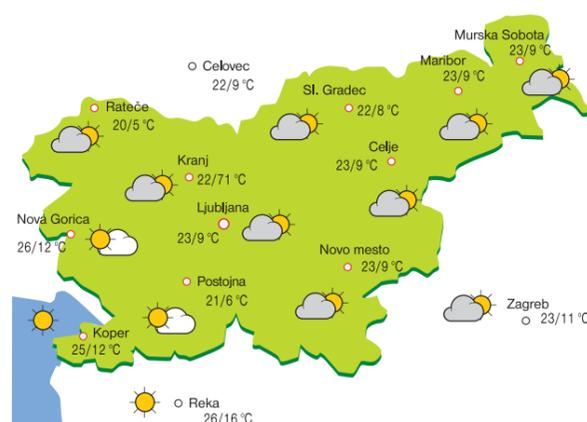 Murska Sobota
23/9 °C
Maribor
23/9 °C
Celovec
22/9 °C
Sl. Gradec
22/8 °C
Rateče
20/5 °C
Celje
23/9 °C
Kranj
22/71 °C
Ljubljana
23/9 °C
Nova Gorica
26/12 °C
Novo mesto
23/9 °C
Postojna
21/6 °C
Zagreb
23/11 °C
Koper
25/12 °C
Reka
26/16 °C